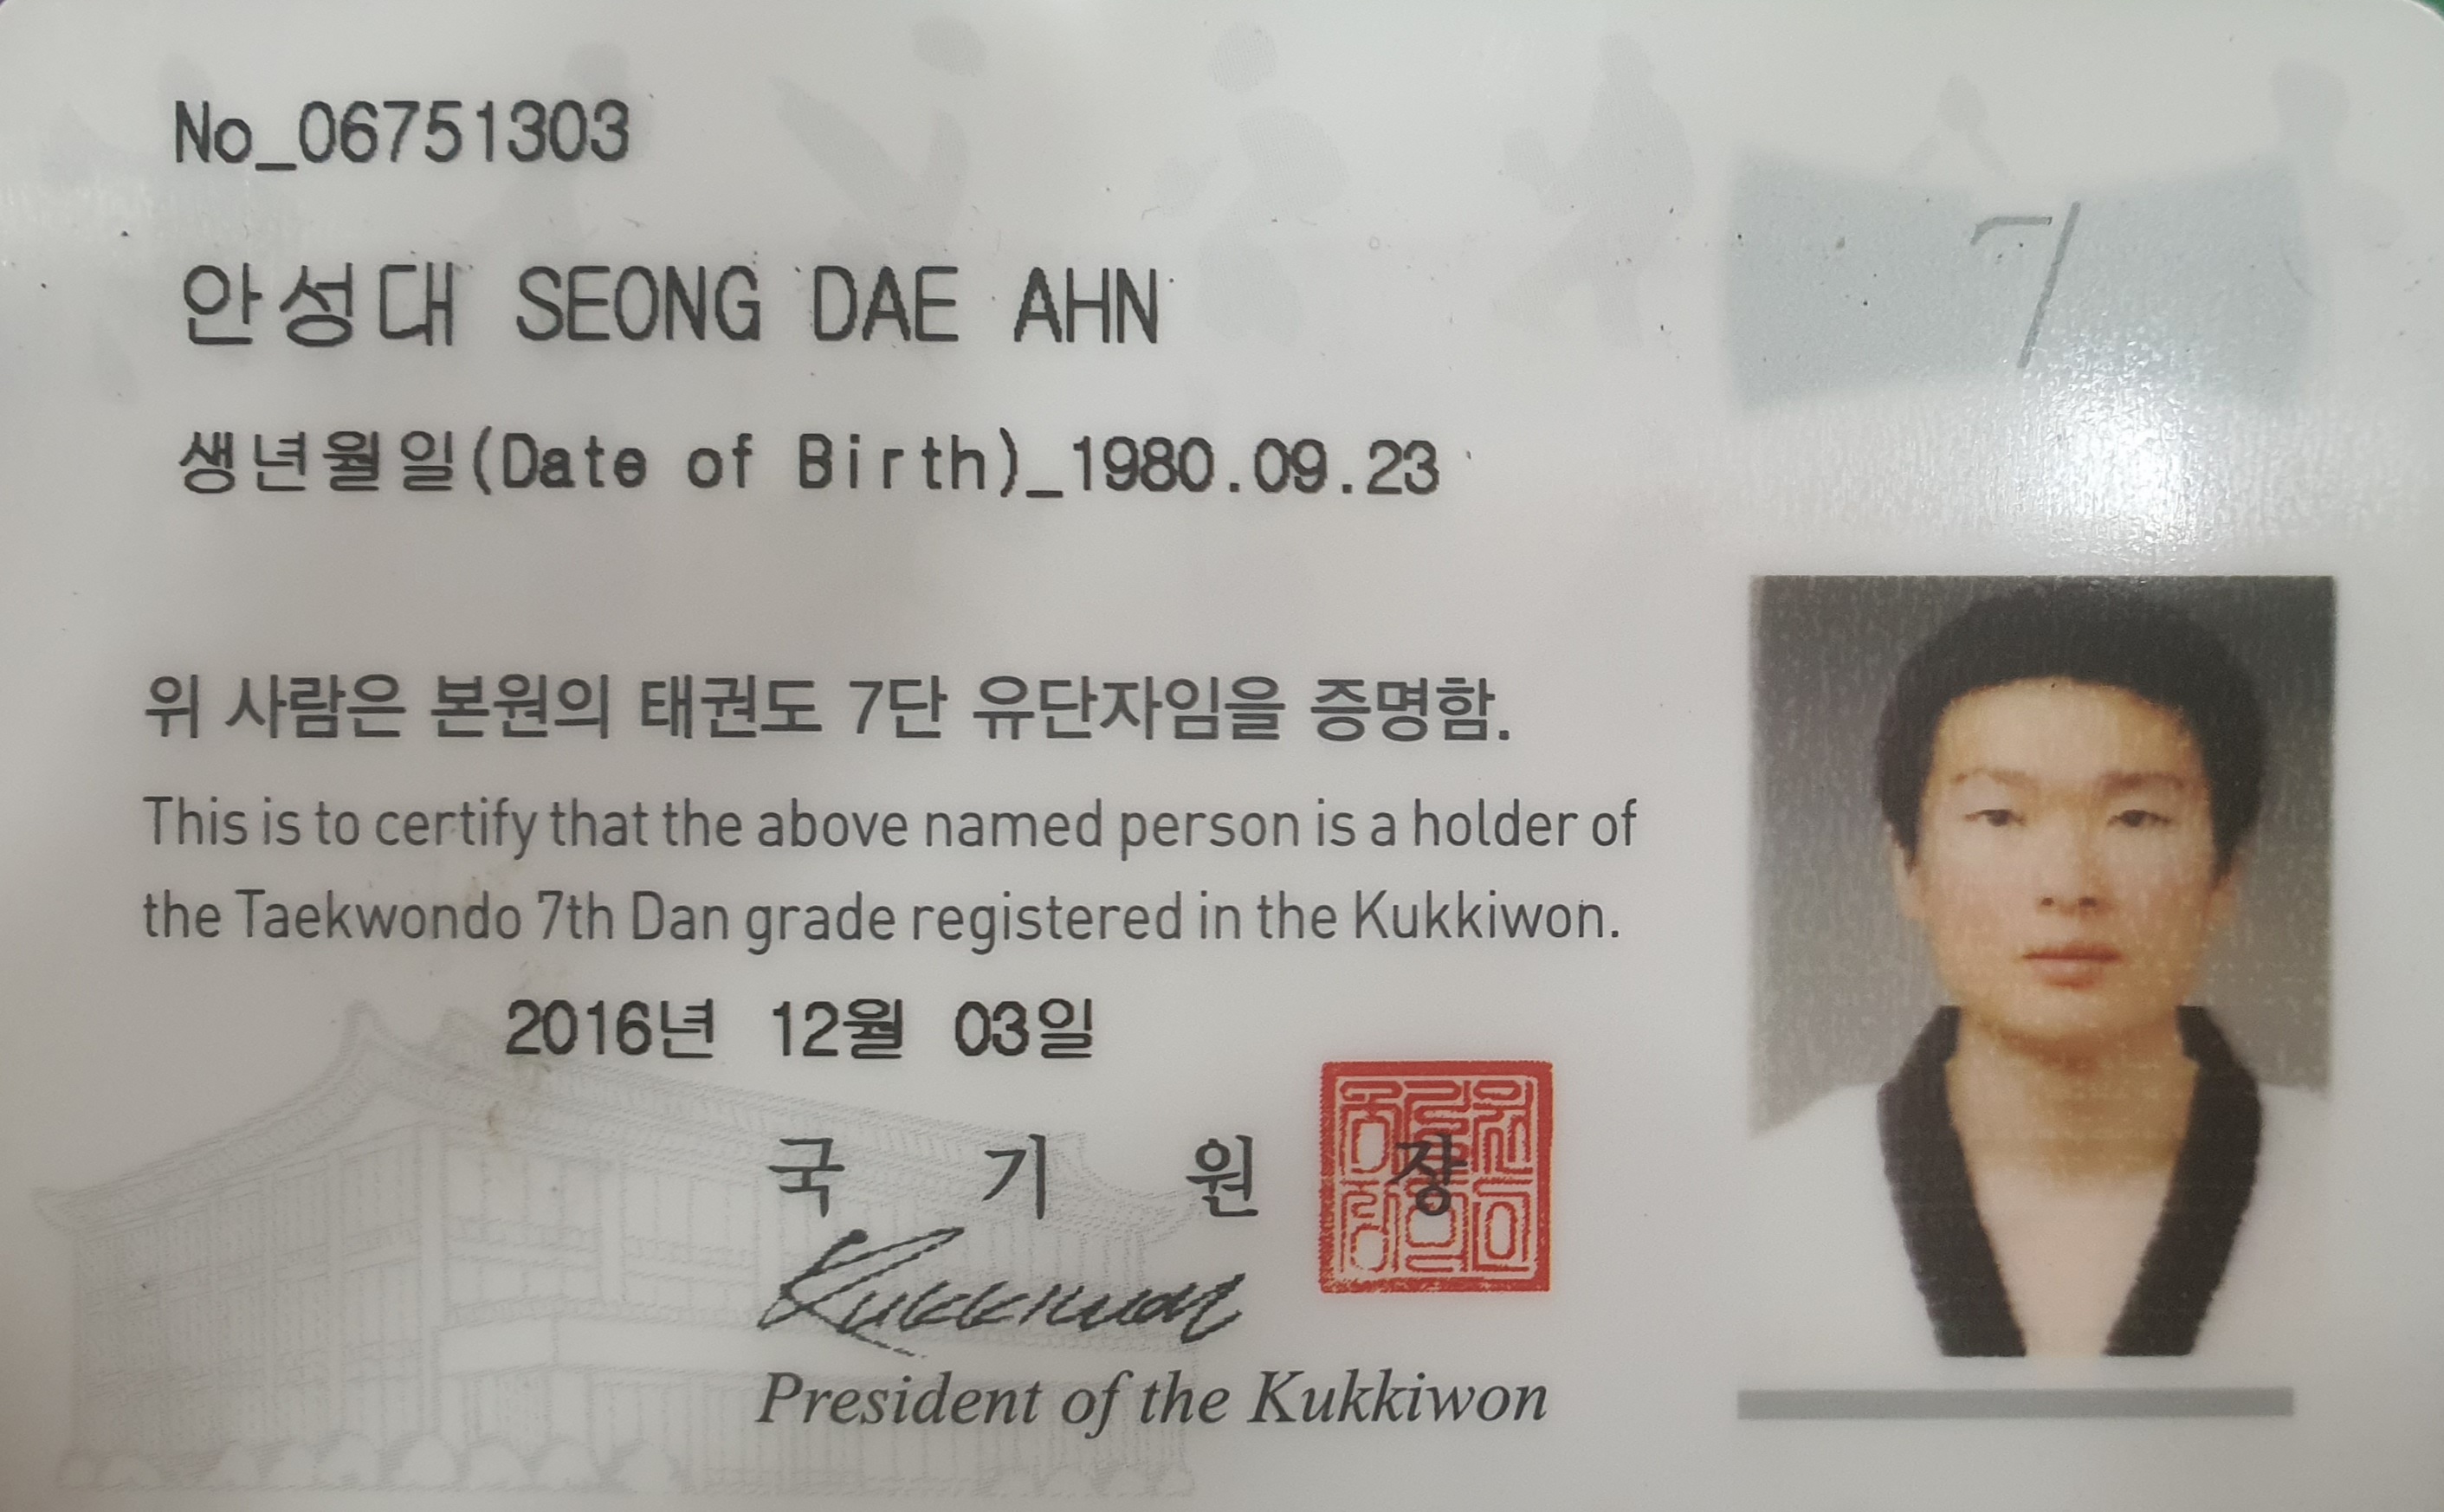 No_06751303
7
안성대 SEONG DAE AHN
생년월일(Date of Birth)_1980.09.23
위 사람은 본원의 태권도 7단 유단자임을 증명함.
This is to certify that the above named person is a holder of
the Taekwondo 7th Dan grade registered in the Kukkiwon.
2016년 12월 03일
국 기 원 장
Kukkiwon
President of the Kukkiwon